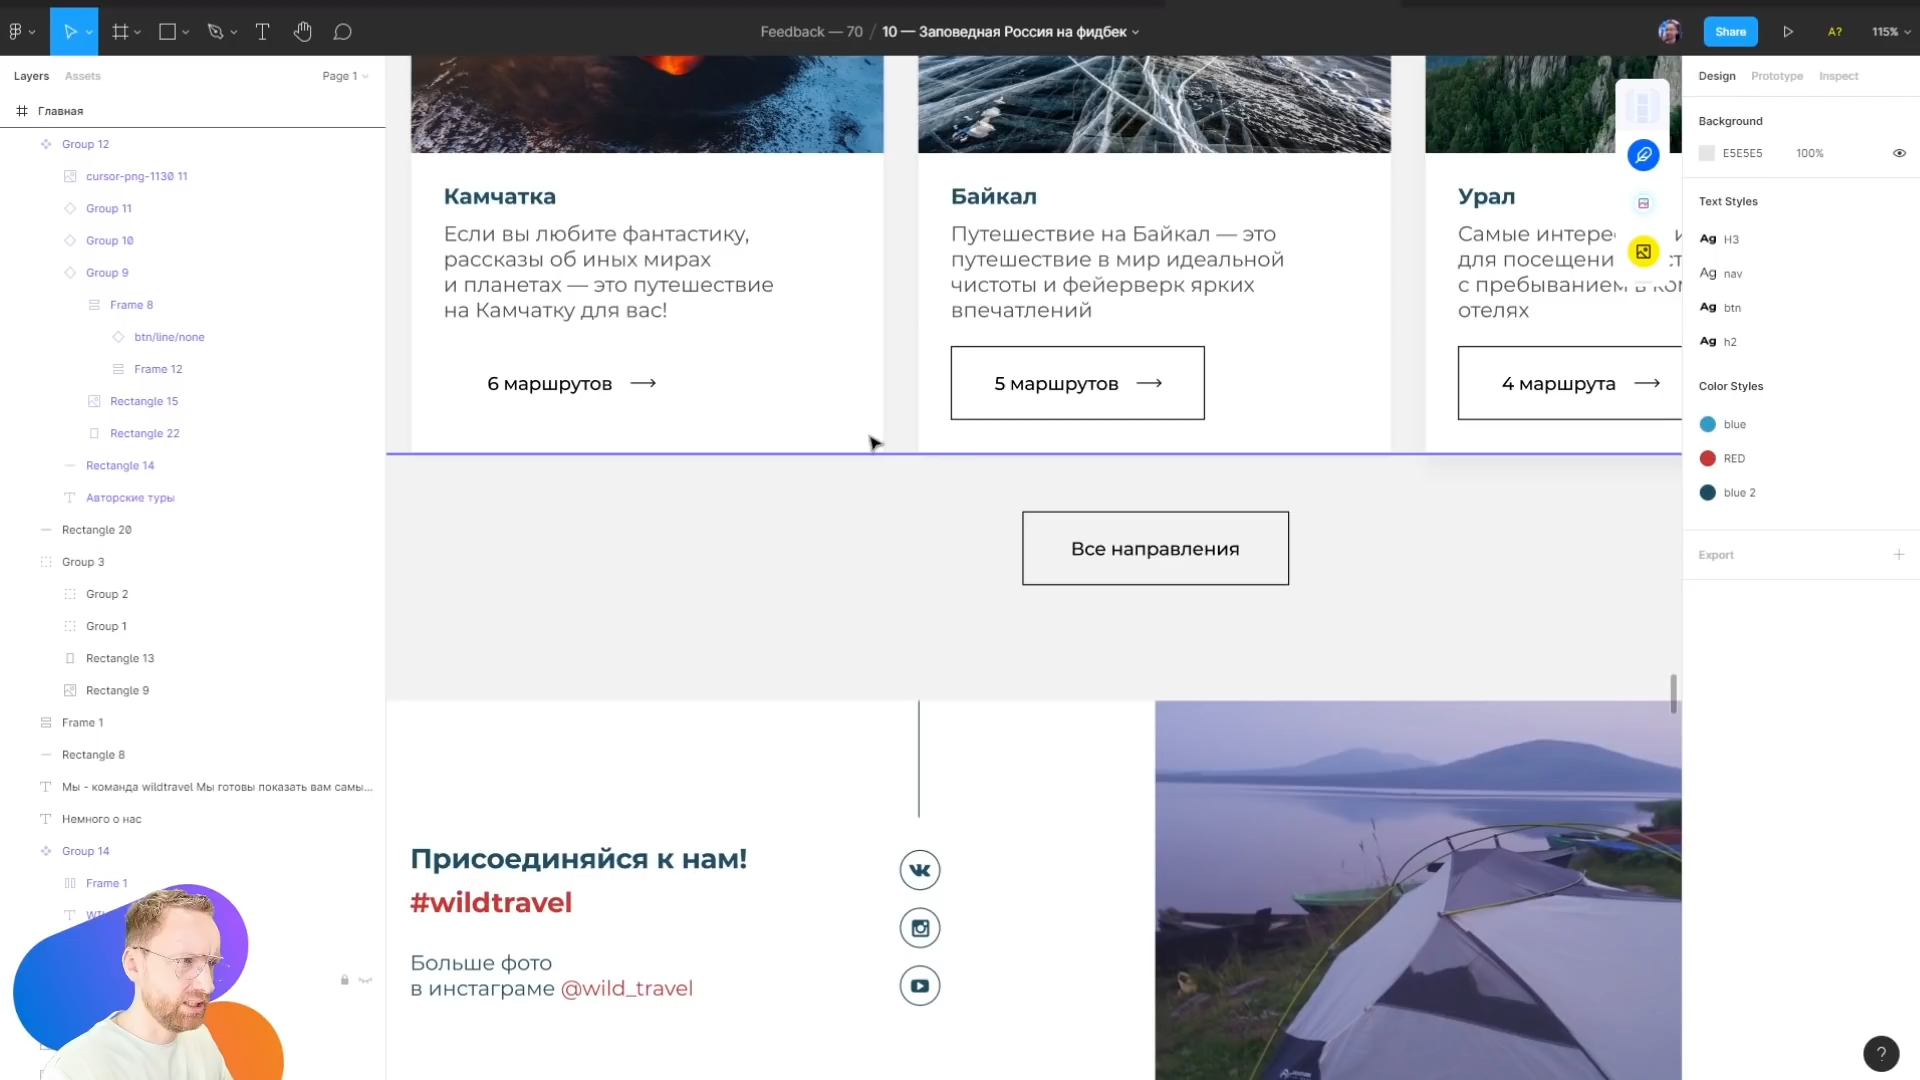 Feedback — 70 / 10 — Заповедная Россия на фидбек
Share
A?
115%
Layers
Assets
Page 1
Design
Prototype
Inspect
Главная
Group 12
cursor-png-1130 11
Group 11
Group 10
Group 9
Frame 8
btn/line/none
Frame 12
Rectangle 15
Rectangle 22
Rectangle 14
Авторские туры
Rectangle 20
Group 3
Group 2
Group 1
Rectangle 13
Rectangle 9
Frame 1
Rectangle 8
Мы - команда wildtravel Мы готовы показать вам самы...
Немного о нас
Group 14
Frame 1
Камчатка
Если вы любите фантастику,
рассказы об иных мирах
и планетах — это путешествие
на Камчатку для вас!
6 маршрутов
Байкал
Путешествие на Байкал — это
путешествие в мир идеальной
чистоты и фейерверк ярких
впечатлений
5 маршрутов
Урал
Самые
для
с пребыванием в
отелях
4 маршрута
Все направления
Присоединяйся к нам!
#wildtravel
Больше фото
в инстаграме @wild_travel
Background
E5E5E5 100%
Text Styles
Ag H3
Ag nav
Ag btn
Ag h2
Color Styles
blue
RED
blue 2
Export
?